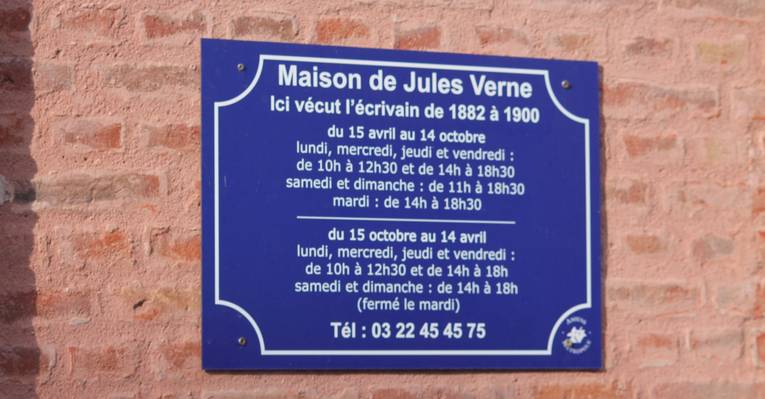 Maison de Jules Verne
Ici vécut l'écrivain de 1882 à 1900
du 15 avril au 14 octobre
lundi, mercredi, jeudi et vendredi :
de 10h à 12h30 et de 14h à 18h30
samedi et dimanche : de 11h à 18h30
mardi : de 14h à 18h30
du 15 octobre au 14 avril
lundi, mercredi, jeudi et vendredi :
de 10h à 12h30 et de 14h à 18h
samedi et dimanche : de 14h à 18h
(fermé le mardi)
Tél : 03 22 45 45 75
Amiens
Métropole